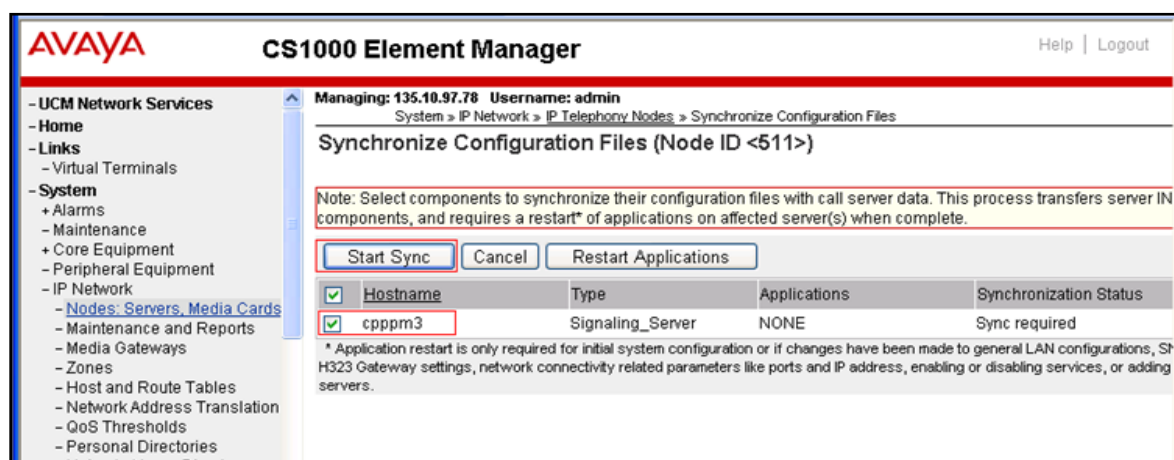 AVAYA
CS1000 Element Manager
Help | Logout
- UCM Network Services
- Home
- Links
- Virtual Terminals
- System
+ Alarms
- Maintenance
+ Core Equipment
- Peripheral Equipment
- IP Network
- Nodes: Servers, Media Cards
- Maintenance and Reports
- Media Gateways
- Zones
- Host and Route Tables
- Network Address Translation
- QoS Thresholds
- Personal Directories
Managing: 135.10.97.78 Username: admin
System » IP Network » IP Telephony Nodes » Synchronize Configuration Files
Synchronize Configuration Files (Node ID <511>)
Note: Select components to synchronize their configuration files with call server data. This process transfers server IN
components, and requires a restart* of applications on affected server(s) when complete.
Start Sync Cancel Restart Applications
Hostname Type Applications Synchronization Status
cpppm3 Signaling_Server NONE Sync required
* Application restart is only required for initial system configuration or if changes have been made to general LAN configurations,
H323 Gateway settings, network connectivity related parameters like ports and IP address, enabling or disabling services, or adding
servers.